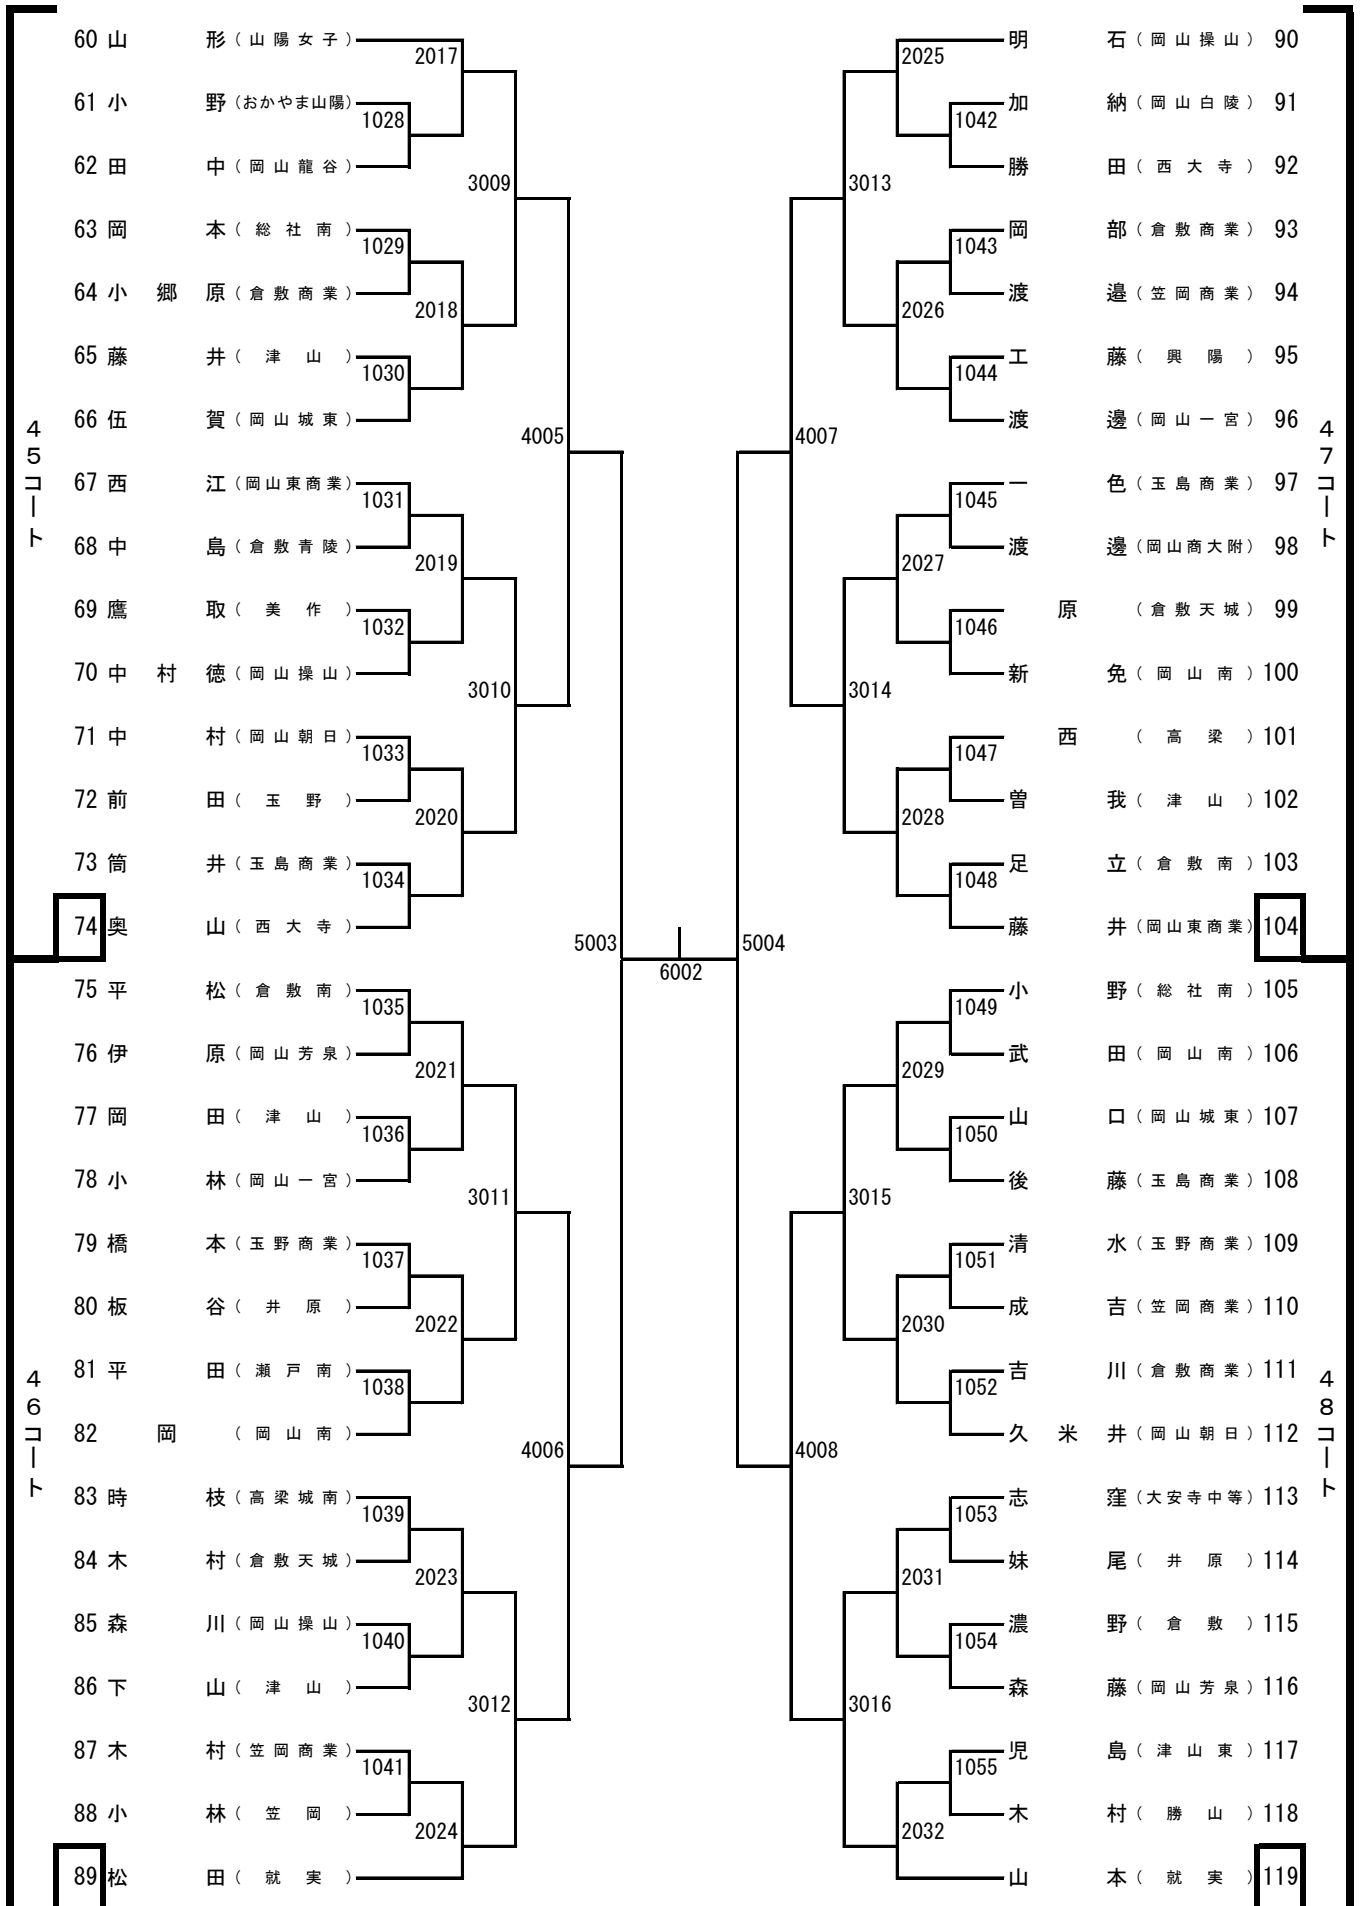 60 山形（山陽女子）
2017
61 小野（おかやま山陽）
1028
62 田中（岡山龍谷）
3009
63 岡本（総社南）
1029
64 小郷原（倉敷商業）
2018
65 藤井（津山）
1030
66 伍賀（岡山城東）
4005
45コート
67 西江（岡山東商業）
1031
68 中島（倉敷青陵）
2019
69 鷹取（美作）
1032
70 中村徳（岡山操山）
3010
71 中村（岡山朝日）
1033
72 前田（玉野）
2020
73 筒井（玉島商業）
1034
74 奥山（西大寺）
5003
75 平松（倉敷南）
1035
76 伊原（岡山芳泉）
2021
77 岡田（津山）
1036
78 小林（岡山一宮）
3011
79 橋本（玉野商業）
1037
80 板谷（井原）
2022
81 平田（瀬戸南）
1038
82 岡（岡山南）
4006
46コート
83 時枝（高梁城南）
1039
84 木村（倉敷天城）
2023
85 森川（岡山操山）
1040
86 下山（津山）
3012
87 木村（笠岡商業）
1041
88 小林（笠岡）
2024
89 松田（就実）
6002
明石（岡山操山） 90
2025
加納（岡山白陵） 91
1042
勝田（西大寺） 92
3013
岡部（倉敷商業） 93
1043
渡邉（笠岡商業） 94
2026
工藤（興陽） 95
1044
渡邊（岡山一宮） 96
4007
47コート
一色（玉島商業） 97
1045
渡邊（岡山商大附） 98
2027
原（倉敷天城） 99
1046
新免（岡山南） 100
3014
西（高梁） 101
1047
曽我（津山） 102
2028
足立（倉敷南） 103
1048
藤井（岡山東商業） 104
5004
小野（総社南） 105
1049
武田（岡山南） 106
2029
山口（岡山城東） 107
1050
後藤（玉島商業） 108
3015
清水（玉野商業） 109
1051
成吉（笠岡商業） 110
2030
吉川（倉敷商業） 111
1052
久米井（岡山朝日） 112
4008
48コート
志窪（大安寺中等） 113
1053
妹尾（井原） 114
2031
濃野（倉敷） 115
1054
森藤（岡山芳泉） 116
3016
児島（津山東） 117
1055
木村（勝山） 118
2032
山本（就実） 119